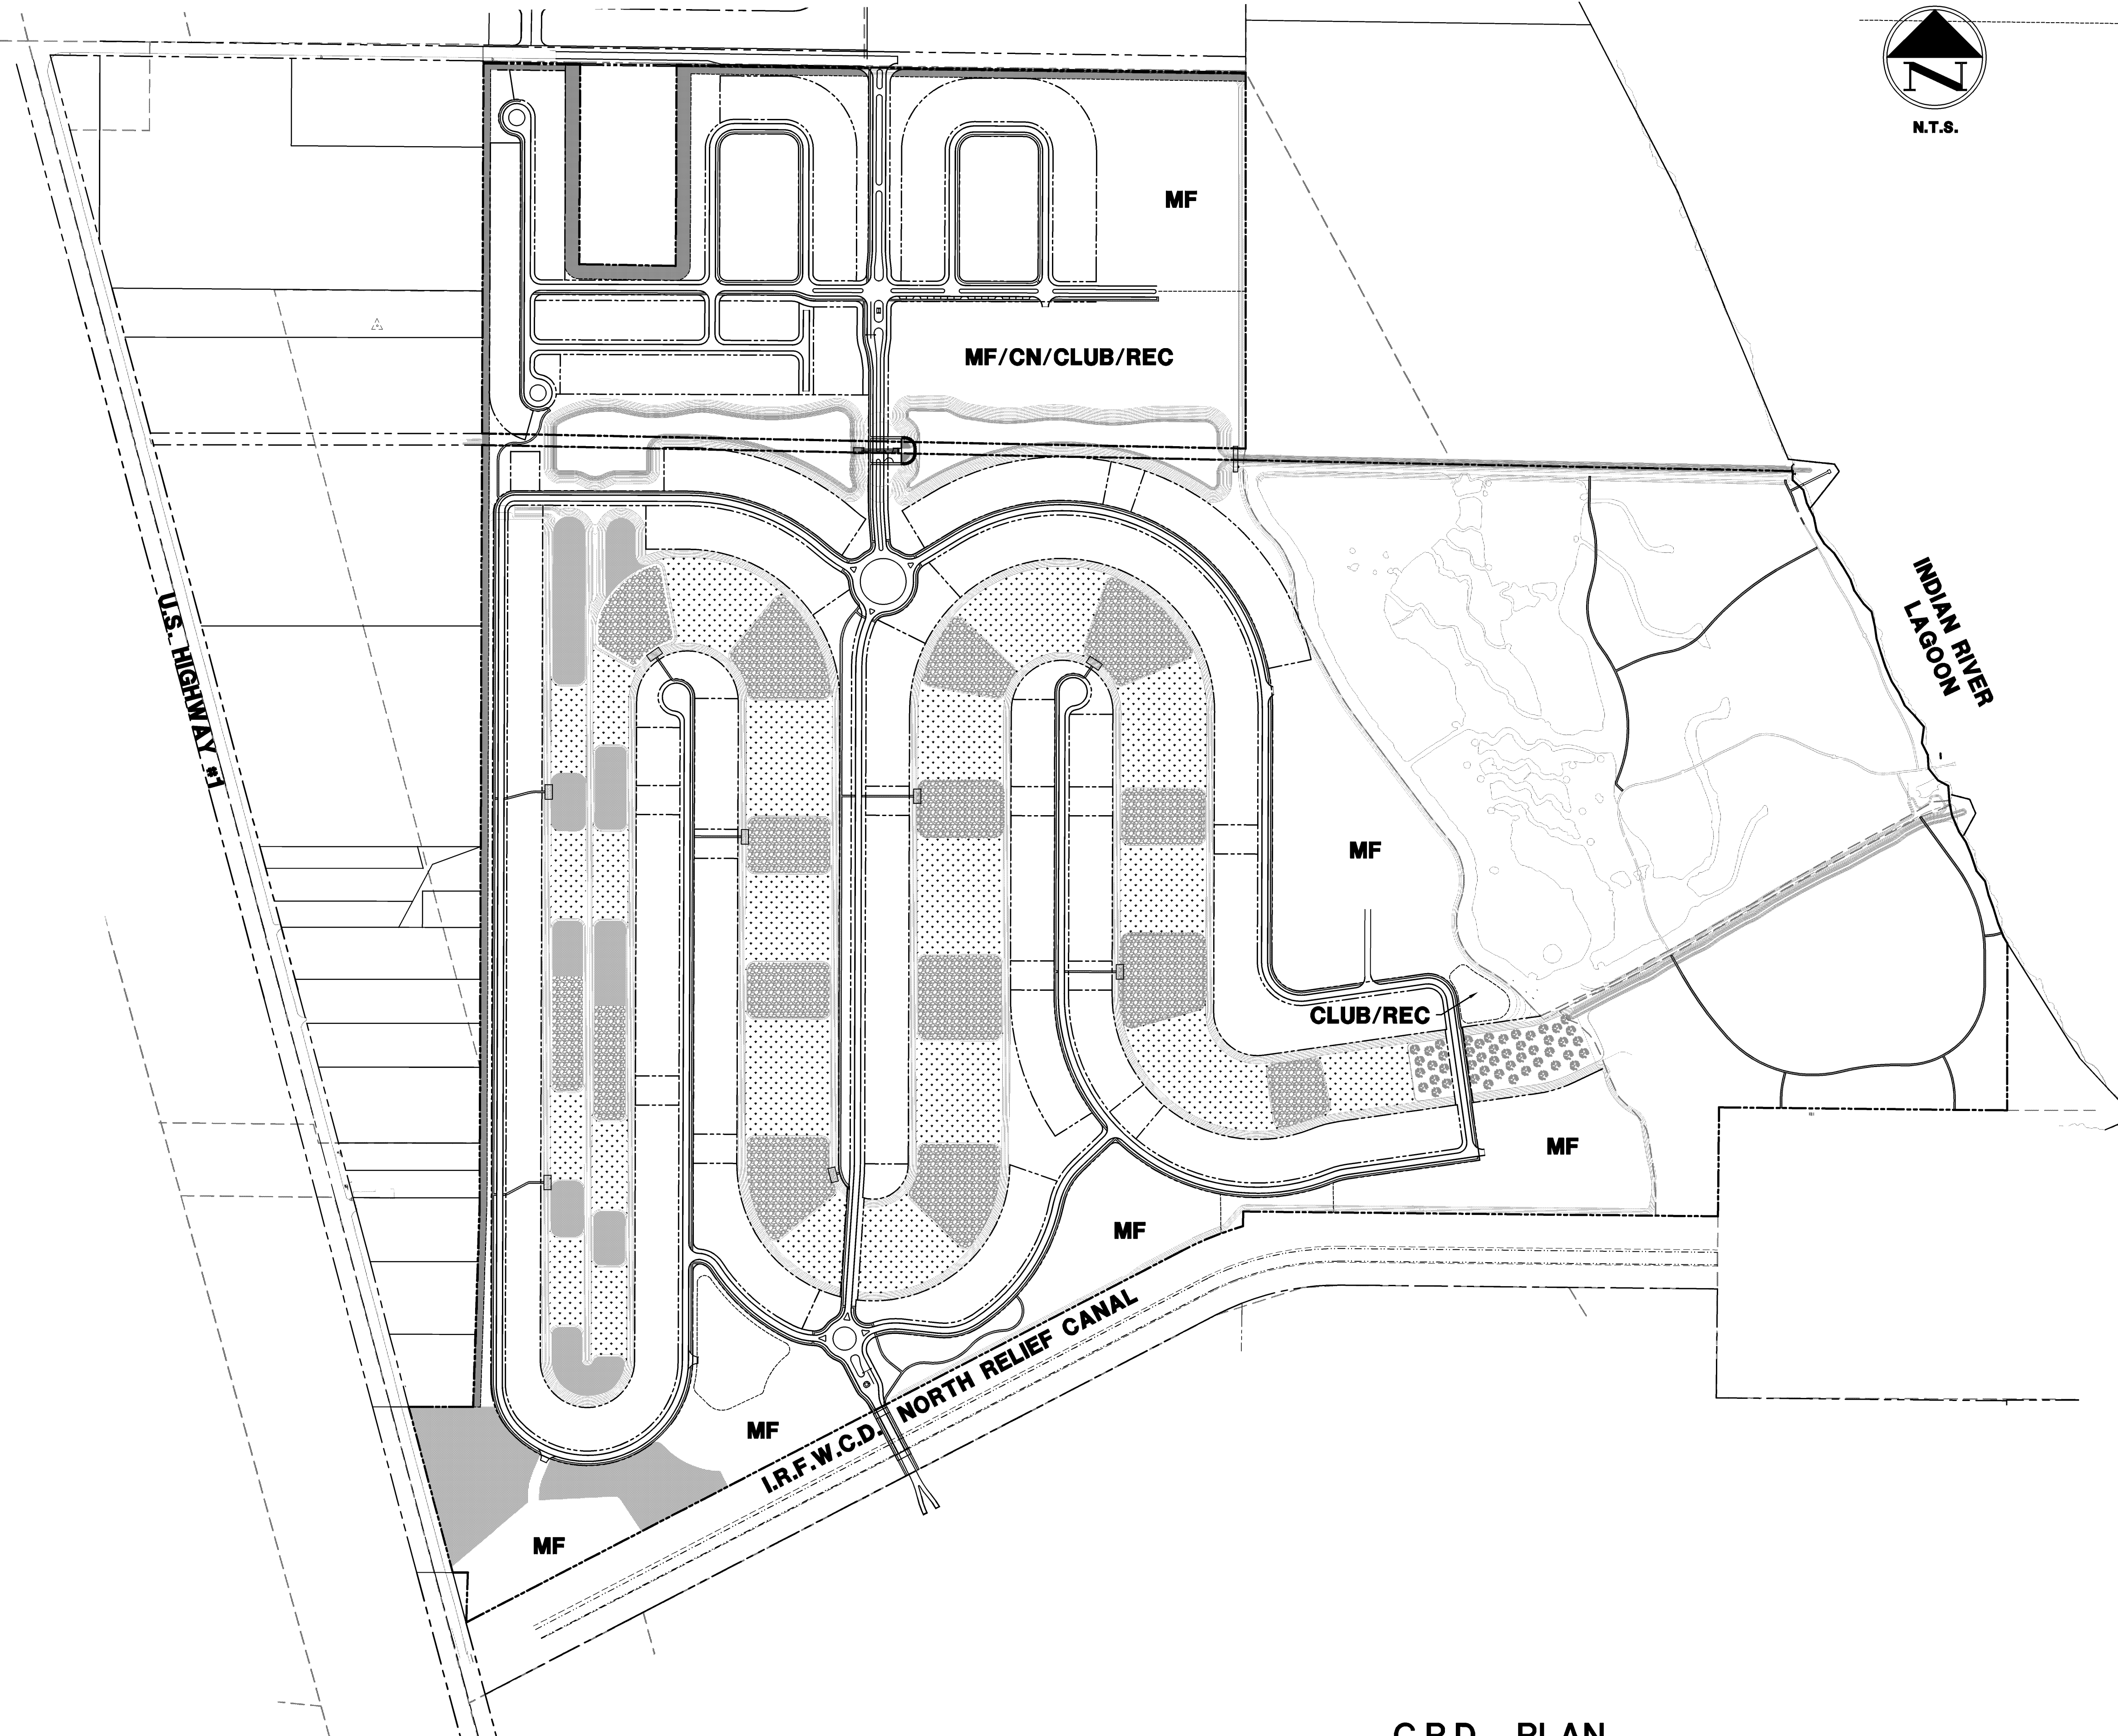 N
N.T.S.
MF
MF/CN/CLUB/REC
U.S. HIGHWAY #1
INDIAN RIVER
LAGOON
MF
CLUB/REC
MF
MF
I.R.F.W.C.D. NORTH RELIEF CANAL
MF
MF
C.P.D. PLAN